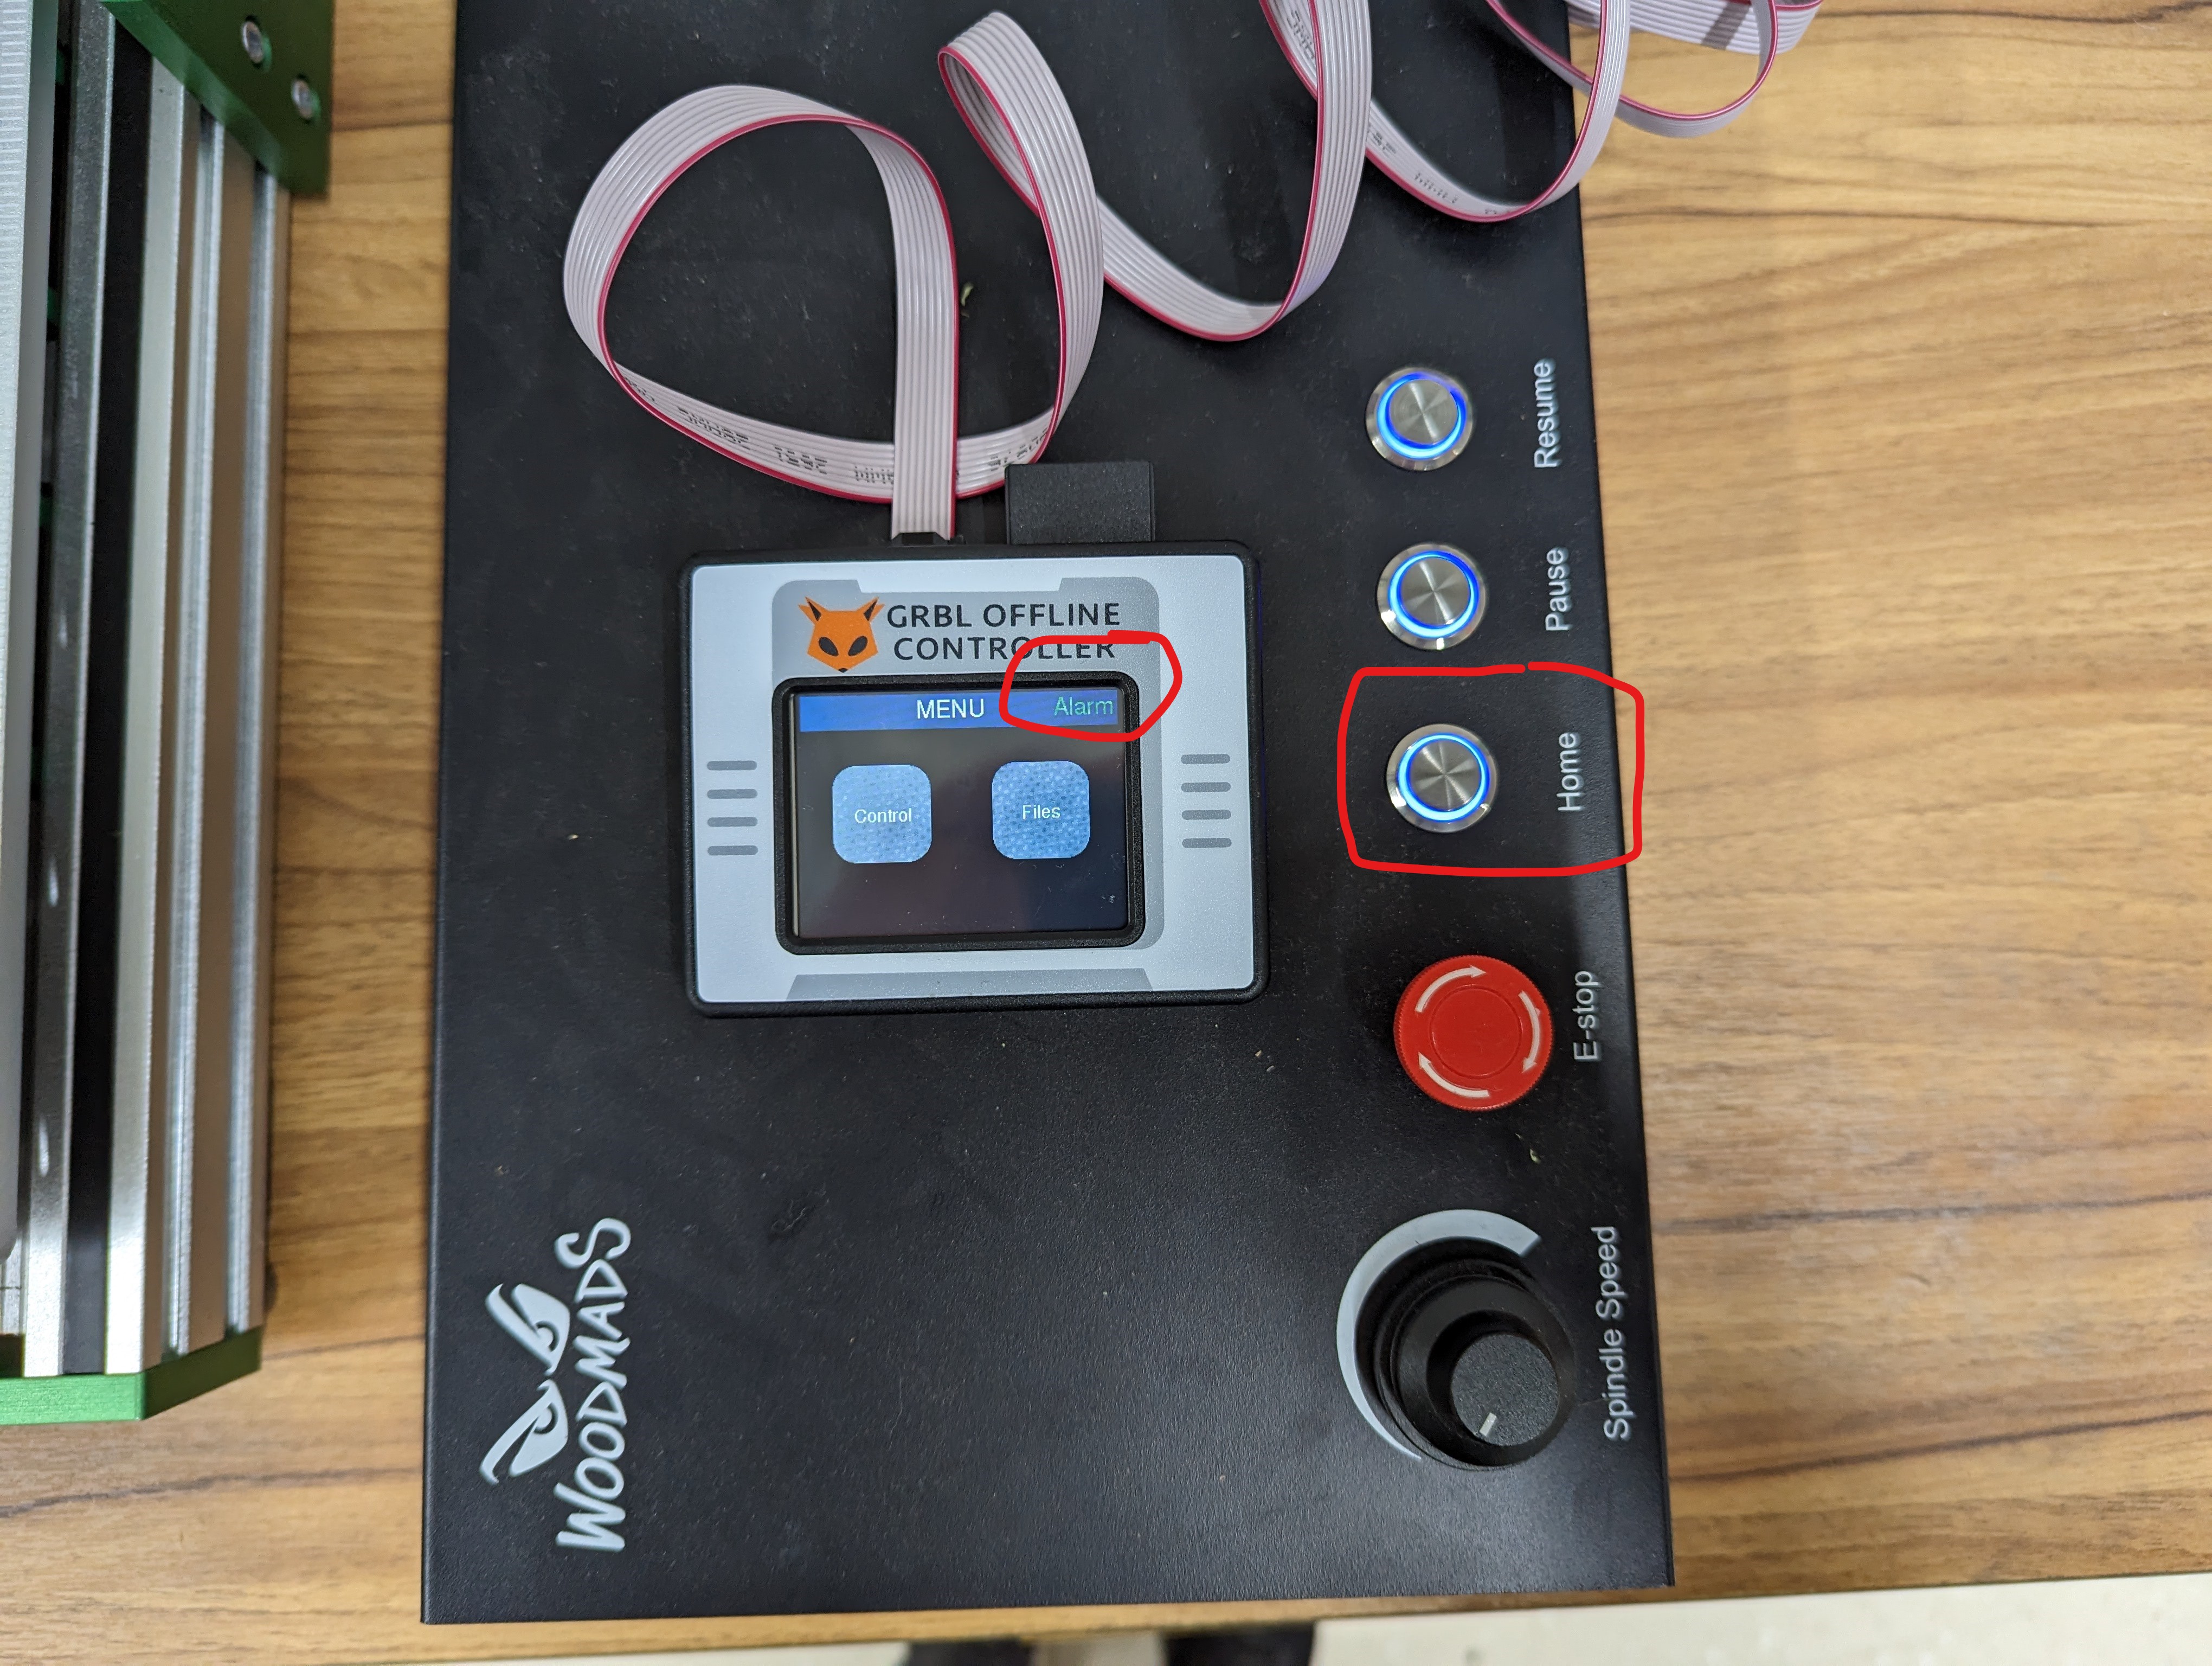 GRBL OFFLINE
CONTROLLER
MENU
Alarm
Control
Files
Resume
Pause
Home
E-stop
Spindle Speed
WOODMADS